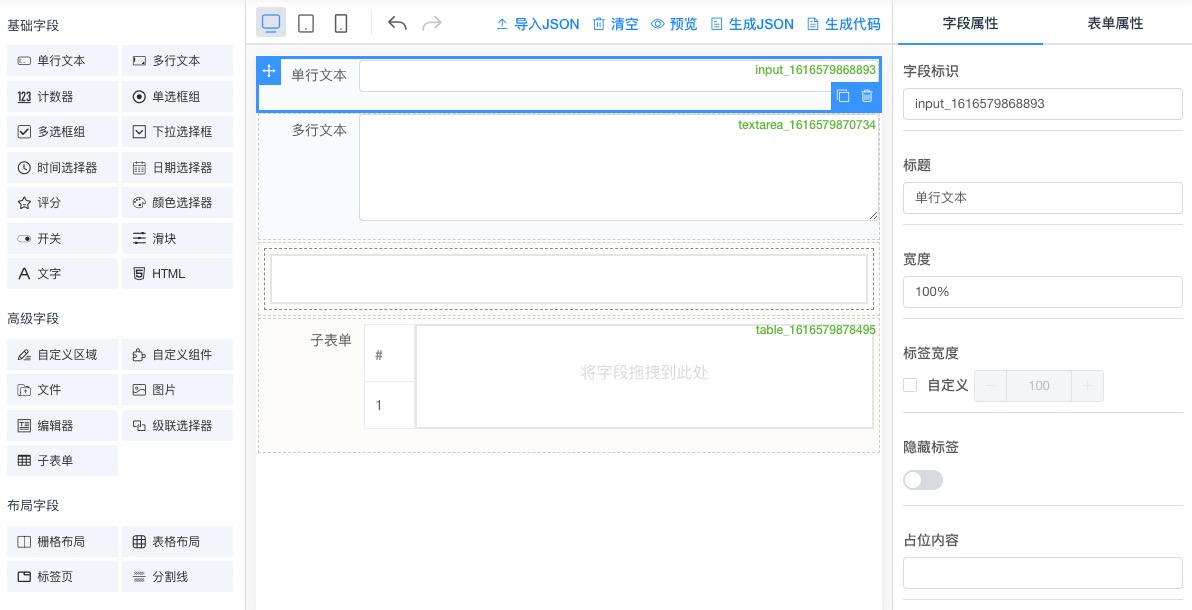 基础字段
单行文本
多行文本
123 计数器
单选框组
多选框组
下拉选择框
时间选择器
日期选择器
评分
颜色选择器
开关
滑块
文字
HTML
高级字段
自定义区域
自定义组件
文件
图片
编辑器
级联选择器
子表单
布局字段
栅格布局
表格布局
标签页
分割线
导入JSON 清空 预览 生成JSON 生成代码
单行文本
input_1616579868893
多行文本
textarea_1616579870734
子表单
table_1616579878495
#
将字段拖拽到此处
1
字段属性 表单属性
字段标识
input_1616579868893
标题
单行文本
宽度
100%
标签宽度
自定义 − 100 +
隐藏标签
占位内容